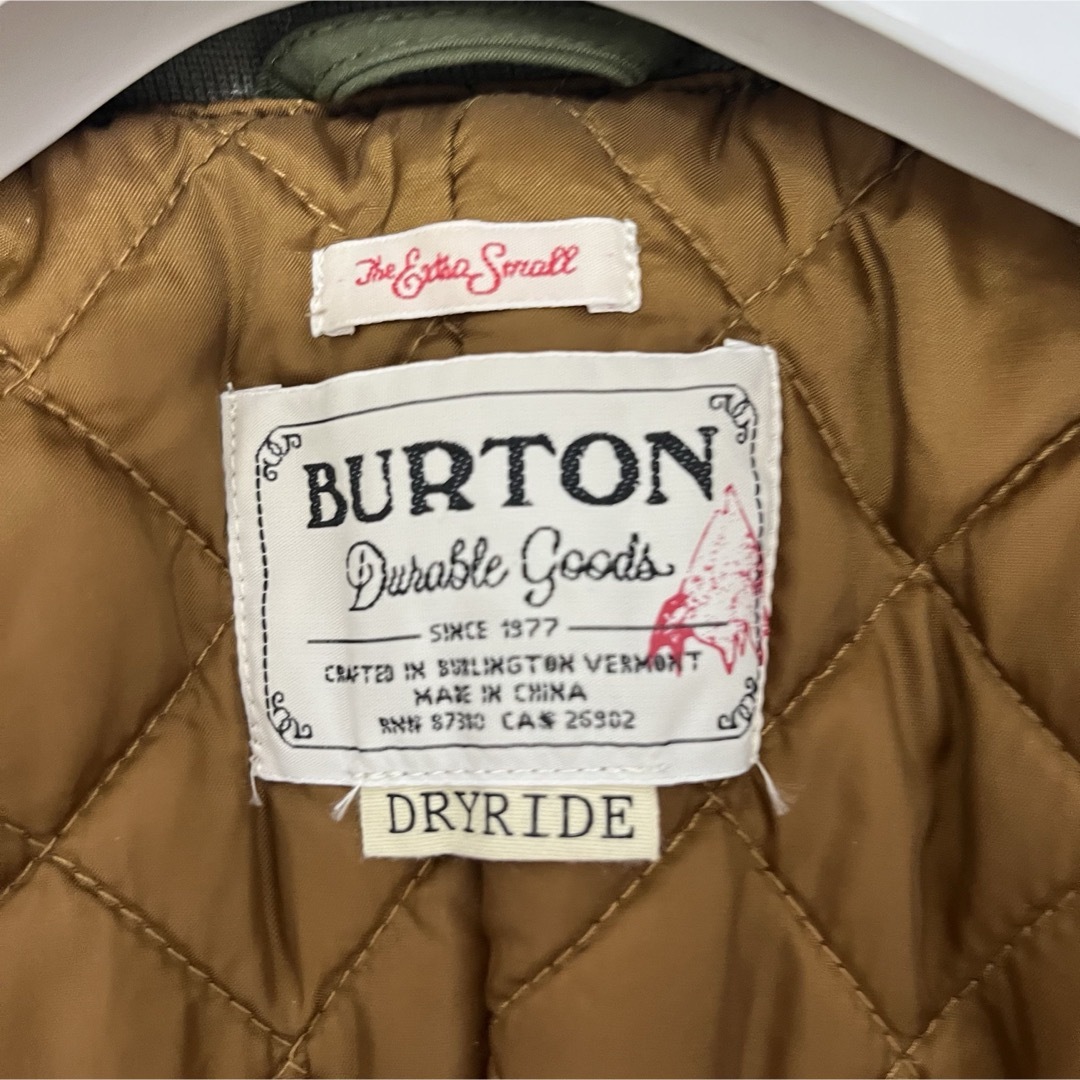 The Extra Small
BURTON
Durable Goods
SINCE 1977
CRAFTED IN BURLINGTON VERMONT
MADE IN CHINA
RN# 87310 CA# 26902
DRYRIDE